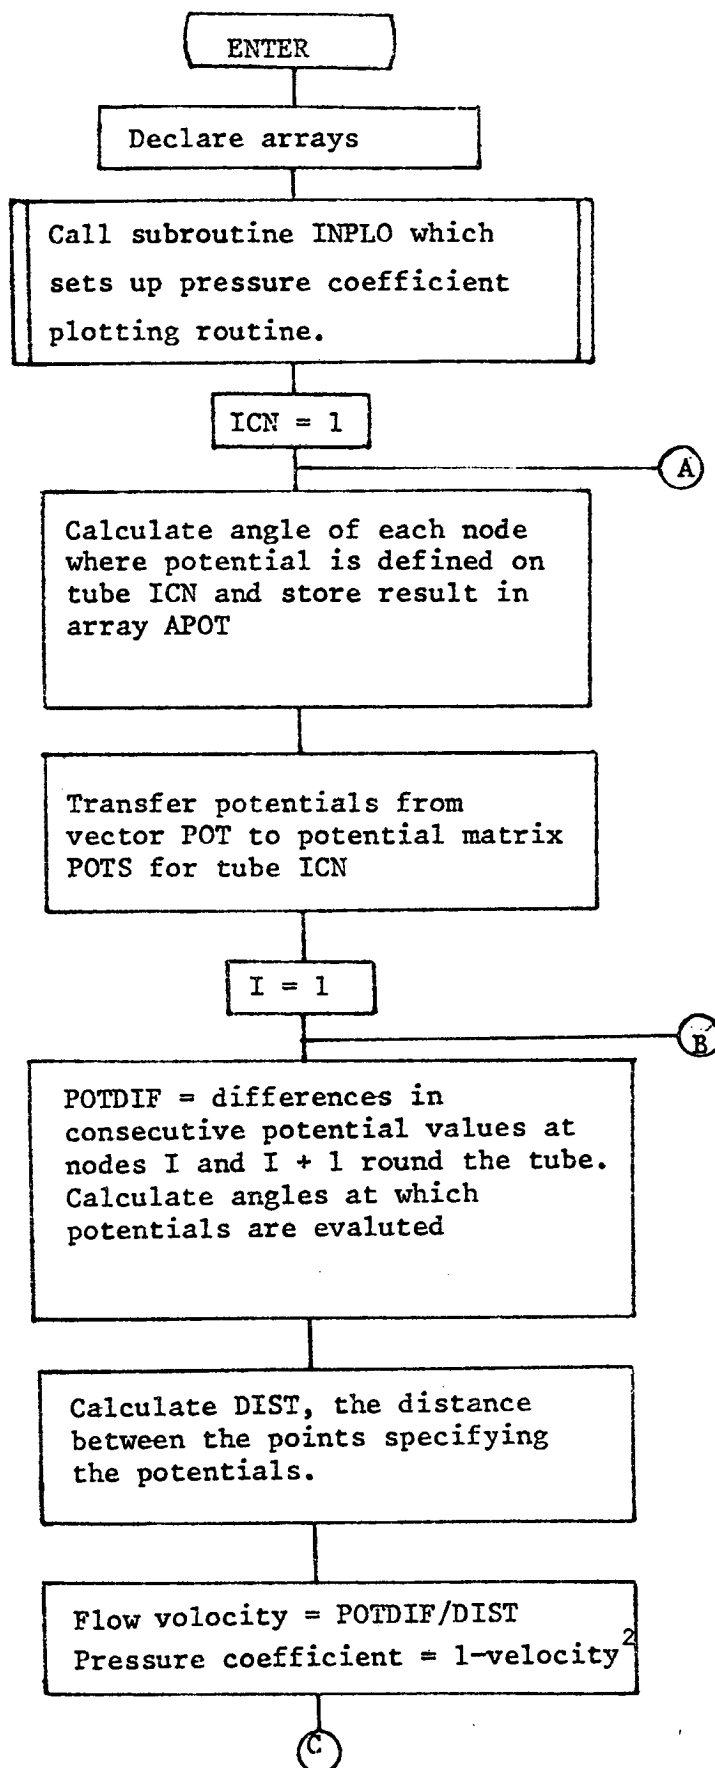 ENTER
Declare arrays
Call subroutine INPLO which
sets up pressure coefficient
plotting routine.
ICN = 1
A
Calculate angle of each node
where potential is defined on
tube ICN and store result in
array APOT
Transfer potentials from
vector POT to potential matrix
POTS for tube ICN
I = 1
B
POTDIF = differences in
consecutive potential values at
nodes I and I + 1 round the tube.
Calculate angles at which
potentials are evaluted
Calculate DIST, the distance
between the points specifying
the potentials.
Flow volocity = POTDIF/DIST
Pressure coefficient = 1-velocity²
C